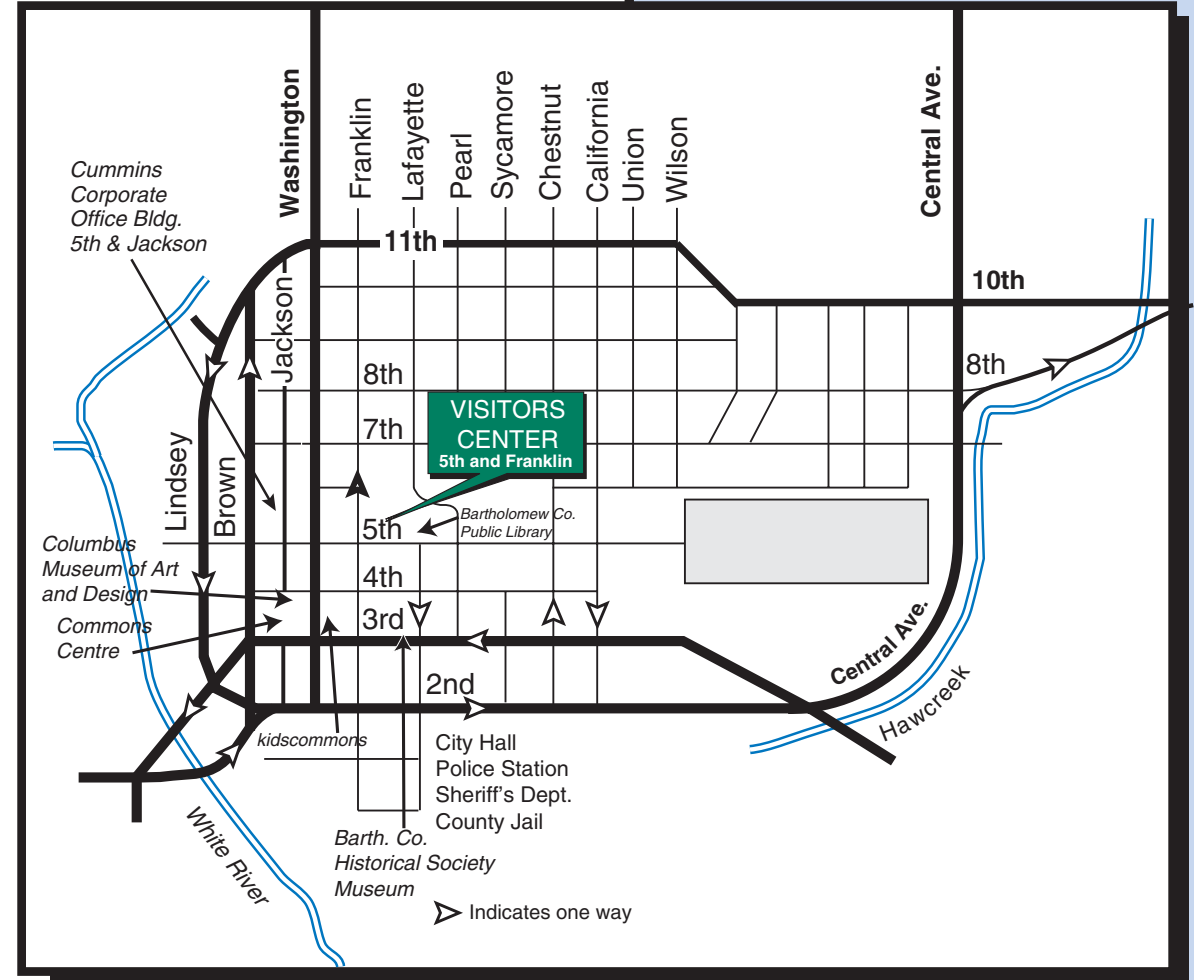 Washington
Franklin
Lafayette
Pearl
Sycamore
Chestnut
California
Union
Wilson
Central Ave.
Cummins
Corporate
Office Bldg.
5th & Jackson
11th
10th
Jackson
8th
8th
VISITORS
CENTER
5th and Franklin
7th
Lindsey
Brown
Bartholomew Co.
Public Library
5th
Columbus
Museum of Art
and Design
4th
Commons
Centre
3rd
Central Ave.
2nd
Hawcreek
kidscommons
City Hall
Police Station
Sheriff's Dept.
County Jail
White River
Barth. Co.
Historical Society
Museum
Indicates one way